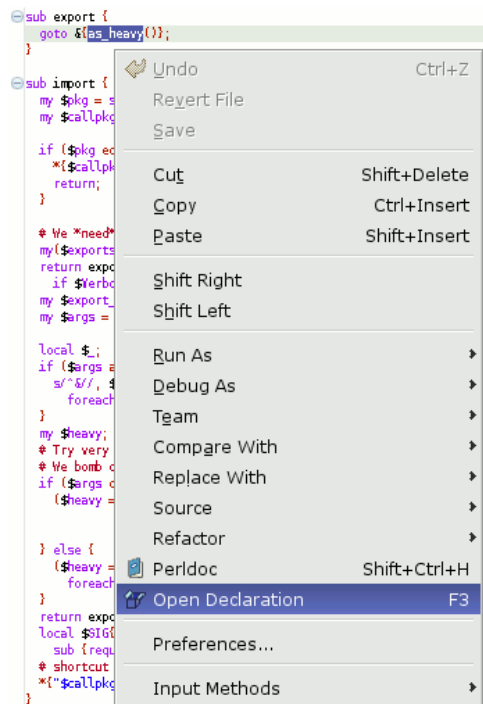 sub export {
goto &{as_heavy()};
}
sub import {
my $pkg = s
my $callpkg
if ($pkg eq
*{$callpk
return;
}
# We *need*
my($exports
return expo
if $Verbo
my $export_
my $args =
local $_;
if ($args a
s/^&//, $
foreach
}
my $heavy;
# Try very
# We bomb o
if ($args o
($heavy =
} else {
($heavy =
foreach
}
return expo
local $SIG{
sub {requ
# shortcut
*{"$callpkg
}
Undo Ctrl+Z
Revert File
Save
Cut Shift+Delete
Copy Ctrl+Insert
Paste Shift+Insert
Shift Right
Shift Left
Run As
Debug As
Team
Compare With
Replace With
Source
Refactor
Perldoc Shift+Ctrl+H
Open Declaration F3
Preferences...
Input Methods